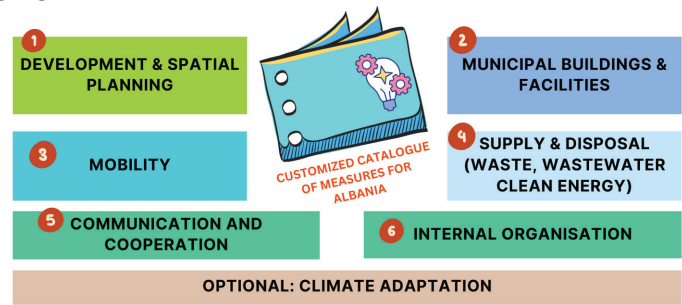 1
DEVELOPMENT & SPATIAL
PLANNING
2
MUNICIPAL BUILDINGS &
FACILITIES
3
MOBILITY
CUSTOMIZED CATALOGUE
OF MEASURES FOR
ALBANIA
4
SUPPLY & DISPOSAL
(WASTE, WASTEWATER
CLEAN ENERGY)
5
COMMUNICATION AND
COOPERATION
6
INTERNAL ORGANISATION
OPTIONAL: CLIMATE ADAPTATION